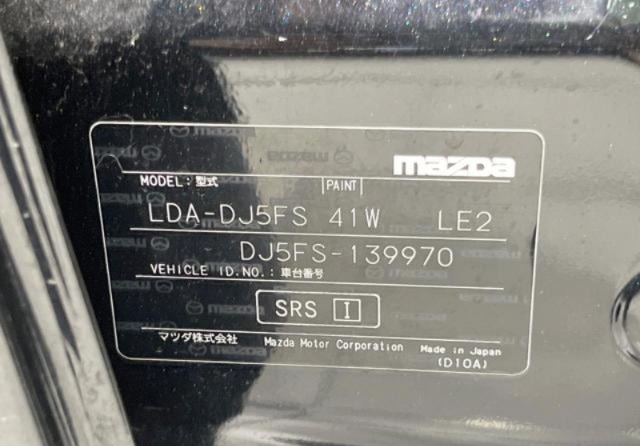 mazda
MODEL:型式 PAINT
LDA-DJ5FS 41W LE2
DJ5FS-139970
VEHICLE ID.NO.:車台番号
SRS I
マツダ株式会社 Mazda Motor Corporation Made in Japan
(D10A)